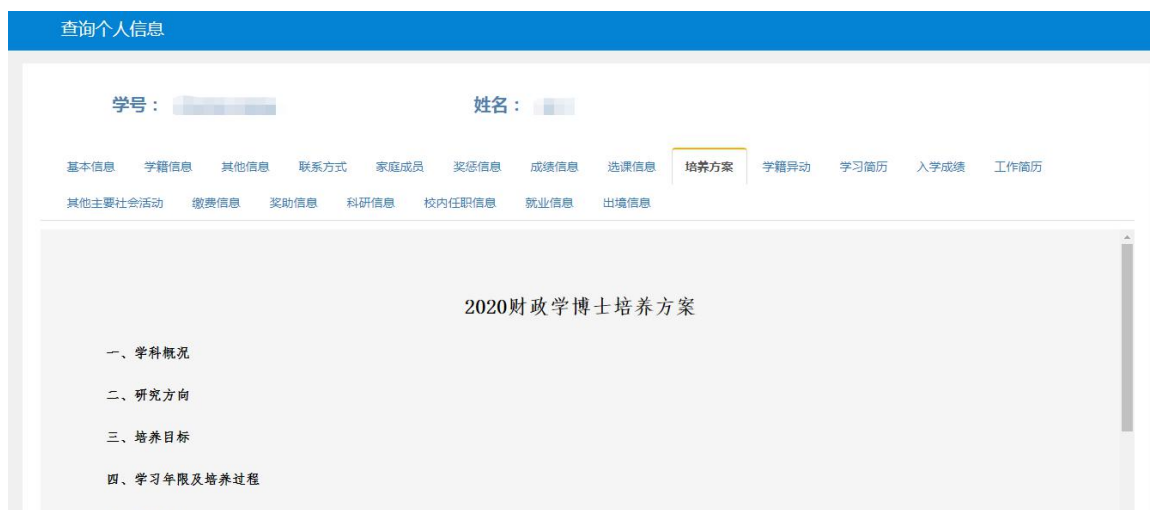 查询个人信息
学号： 姓名：
基本信息 学籍信息 其他信息 联系方式 家庭成员 奖惩信息 成绩信息 选课信息 培养方案 学籍异动 学习简历 入学成绩 工作简历
其他主要社会活动 缴费信息 奖助信息 科研信息 校内任职信息 就业信息 出境信息
2020财政学博士培养方案
一、学科概况
二、研究方向
三、培养目标
四、学习年限及培养过程